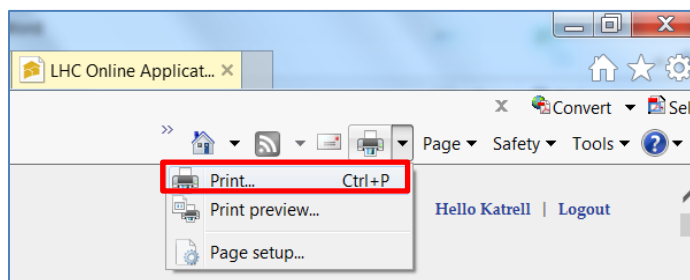 LHC Online Applicat...
Convert Sel
Page Safety Tools
Print... Ctrl+P
Print preview...
Hello Katrell | Logout
Page setup...